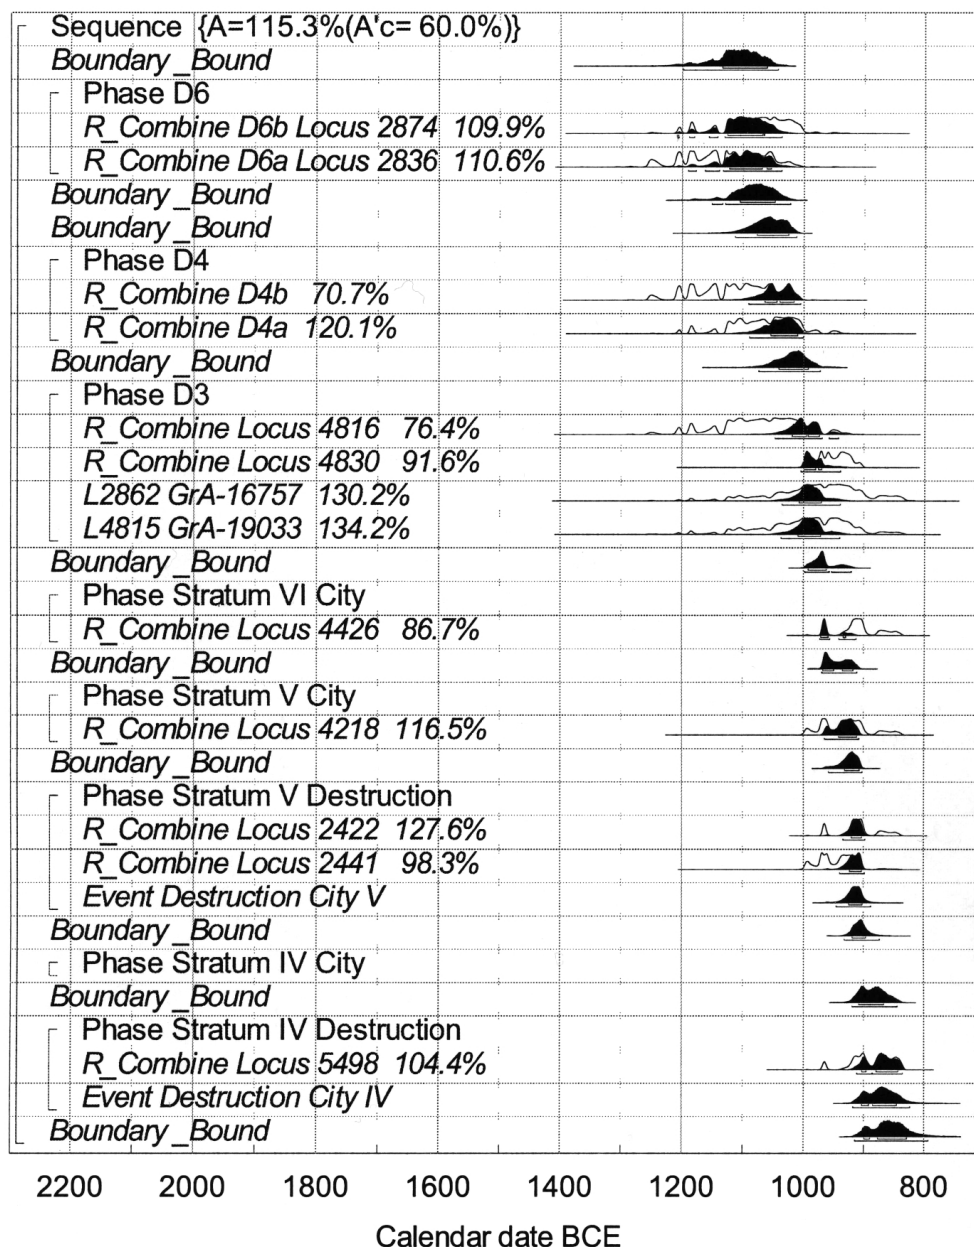 Sequence {A=115.3%(A'c= 60.0%)}
Boundary _Bound
Phase D6
R_Combine D6b Locus 2874 109.9%
R_Combine D6a Locus 2836 110.6%
Boundary _Bound
Boundary _Bound
Phase D4
R_Combine D4b 70.7%
R_Combine D4a 120.1%
Boundary _Bound
Phase D3
R_Combine Locus 4816 76.4%
R_Combine Locus 4830 91.6%
L2862 GrA-16757 130.2%
L4815 GrA-19033 134.2%
Boundary _Bound
Phase Stratum VI City
R_Combine Locus 4426 86.7%
Boundary _Bound
Phase Stratum V City
R_Combine Locus 4218 116.5%
Boundary _Bound
Phase Stratum V Destruction
R_Combine Locus 2422 127.6%
R_Combine Locus 2441 98.3%
Event Destruction City V
Boundary _Bound
Phase Stratum IV City
Boundary _Bound
Phase Stratum IV Destruction
R_Combine Locus 5498 104.4%
Event Destruction City IV
Boundary _Bound
2200 2000 1800 1600 1400 1200 1000 800
Calendar date BCE